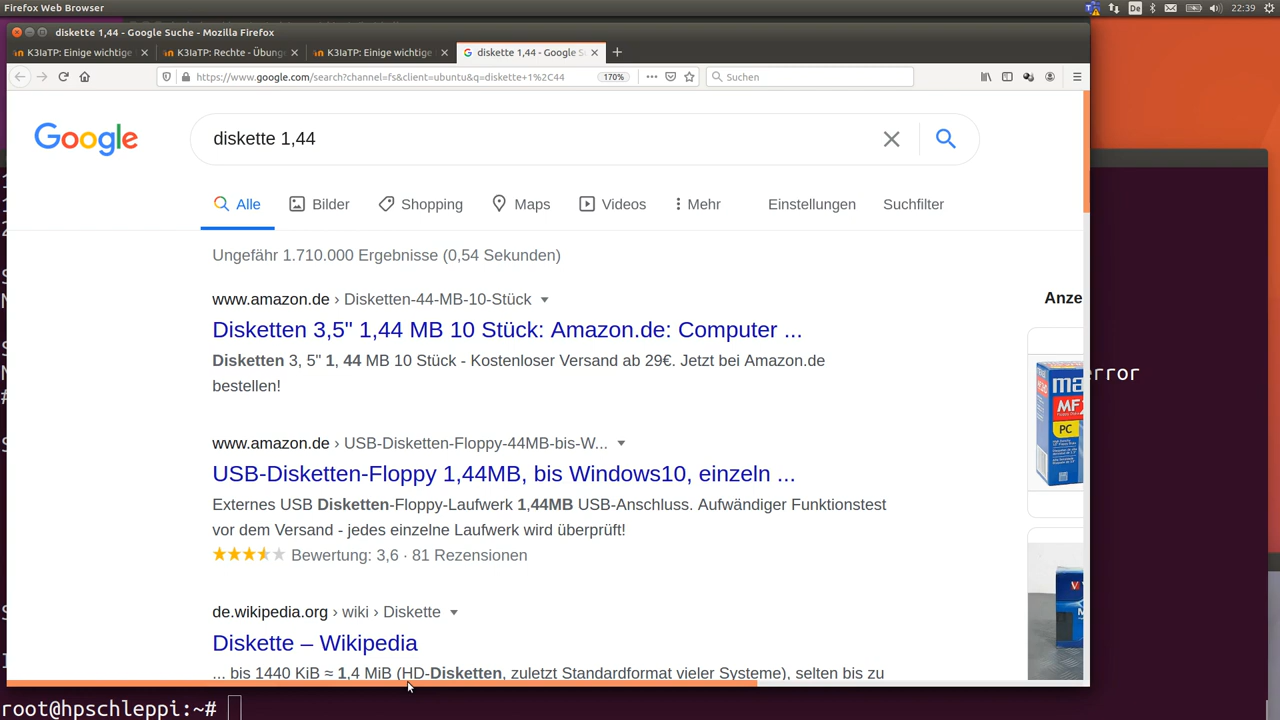 Firefox Web Browser
De
22:39
diskette 1,44 - Google Suche - Mozilla Firefox
K3IaTP: Einige wichtige
K3IaTP: Rechte - Übung
K3IaTP: Einige wichtige
diskette 1,44 - Google S
https://www.google.com/search?channel=fs&client=ubuntu&q=diskette+1%2C44
170%
Suchen
Google
diskette 1,44
Alle
Bilder
Shopping
Maps
Videos
Mehr
Einstellungen
Suchfilter
Ungefähr 1.710.000 Ergebnisse (0,54 Sekunden)
www.amazon.de › Disketten-44-MB-10-Stück
Anze
Disketten 3,5" 1,44 MB 10 Stück: Amazon.de: Computer ...
Disketten 3, 5" 1, 44 MB 10 Stück - Kostenloser Versand ab 29€. Jetzt bei Amazon.de
bestellen!
rror
PC
www.amazon.de › USB-Disketten-Floppy-44MB-bis-W...
USB-Disketten-Floppy 1,44MB, bis Windows10, einzeln ...
Externes USB Disketten-Floppy-Laufwerk 1,44MB USB-Anschluss. Aufwändiger Funktionstest
vor dem Versand - jedes einzelne Laufwerk wird überprüft!
Bewertung: 3,6 · 81 Rezensionen
de.wikipedia.org › wiki › Diskette
Diskette – Wikipedia
... bis 1440 KiB ≈ 1,4 MiB (HD-Disketten, zuletzt Standardformat vieler Systeme), selten bis zu
root@hpschleppi:~#